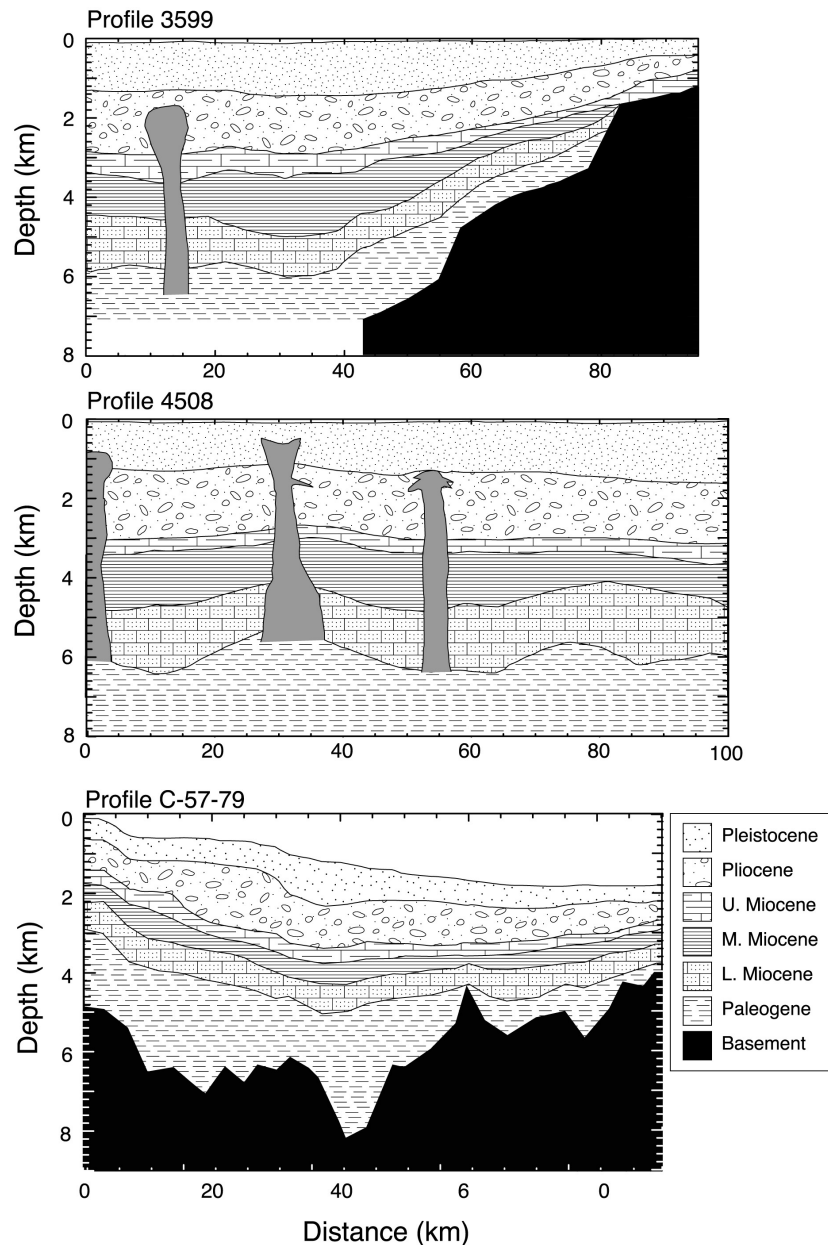 Profile 3599
0
2
4
6
8
Depth (km)
0 20 40 60 80
Profile 4508
0
2
4
6
8
Depth (km)
0 20 40 60 80 100
Profile C-57-79
0
2
4
6
8
Depth (km)
0 20 40 6 0
Distance (km)
Pleistocene
Pliocene
U. Miocene
M. Miocene
L. Miocene
Paleogene
Basement